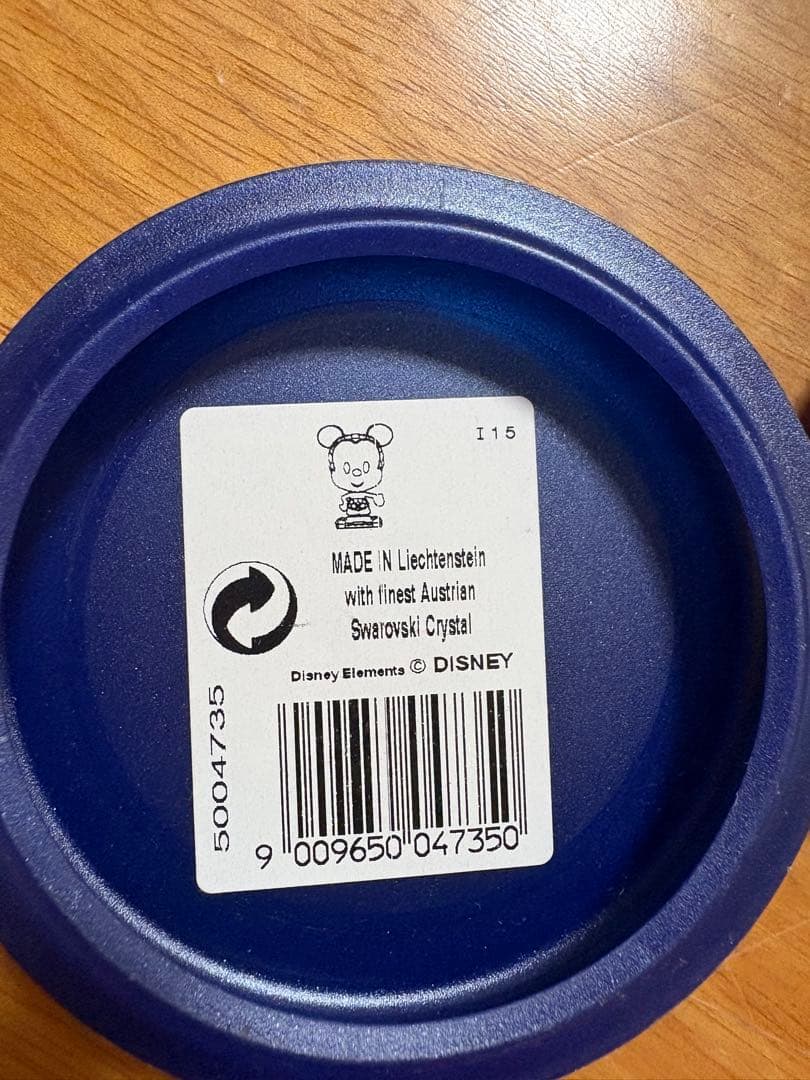 I15
MADE IN Liechtenstein
with finest Austrian
Swarovski Crystal
Disney Elements © DISNEY
5004735
9 009650 047350